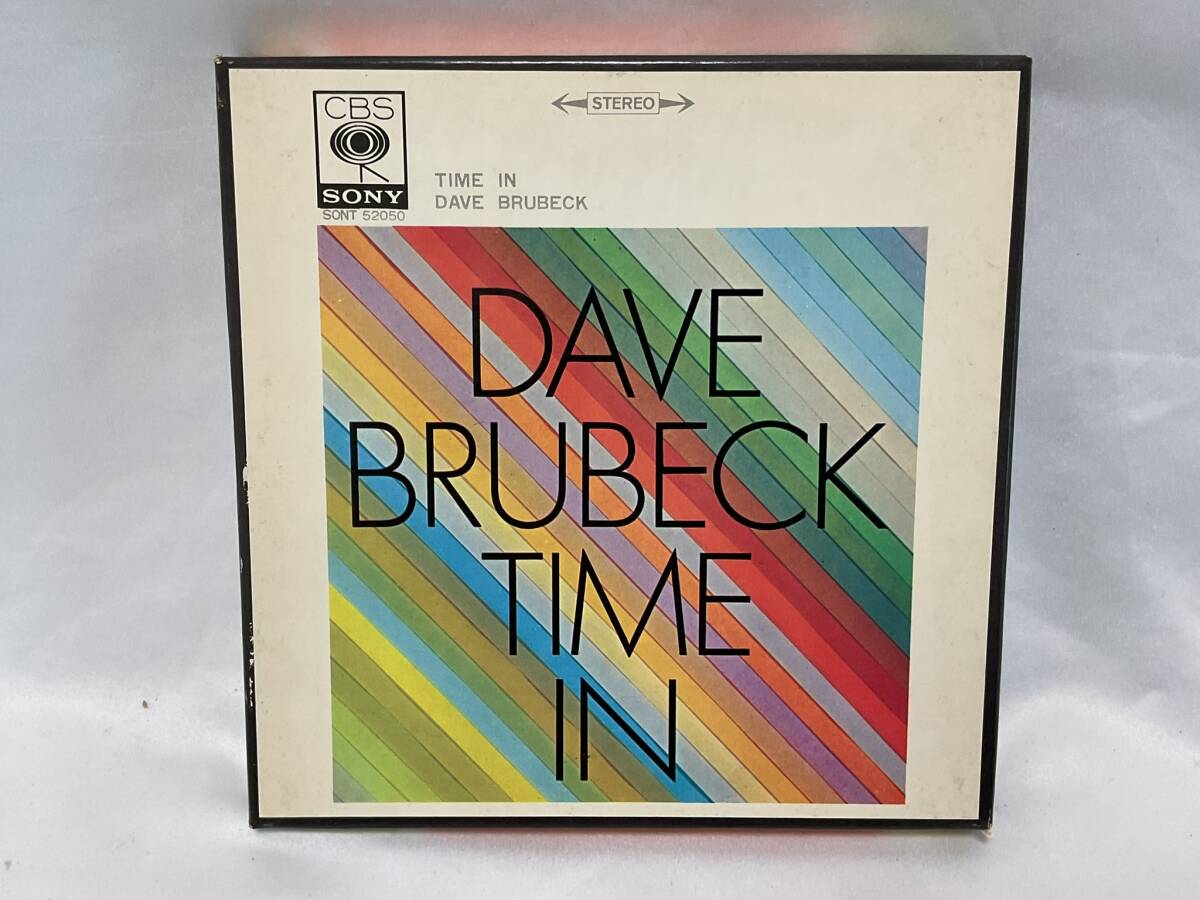 CBS
SONY
SONT 52050
STEREO
TIME IN
DAVE BRUBECK
DAVE
BRUBECK
TIME
IN